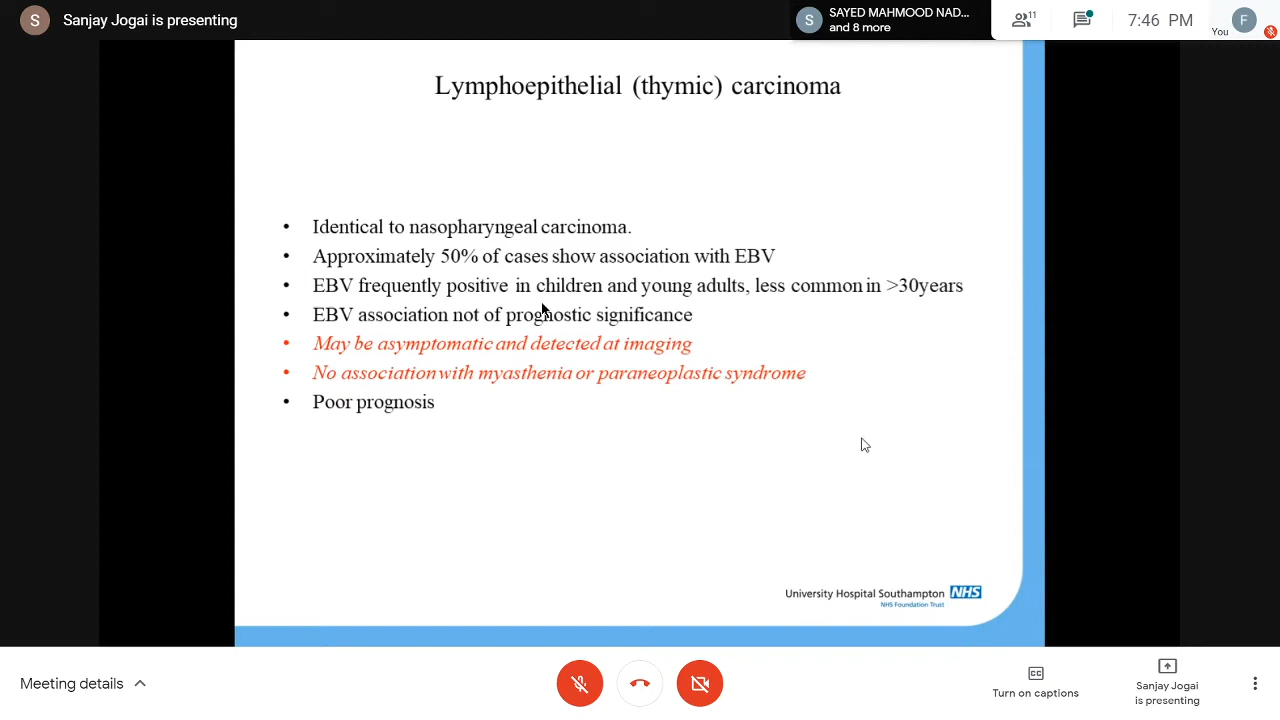 S
Sanjay Jogai is presenting
S
SAYED MAHMOOD NAD...
and 8 more
11
7:46 PM
You
F
Lymphoepithelial (thymic) carcinoma
• Identical to nasopharyngeal carcinoma.
• Approximately 50% of cases show association with EBV
• EBV frequently positive in children and young adults, less common in >30years
• EBV association not of prognostic significance
• May be asymptomatic and detected at imaging
• No association with myasthenia or paraneoplastic syndrome
• Poor prognosis
University Hospital Southampton NHS
NHS Foundation Trust
Meeting details
CC
Turn on captions
Sanjay Jogai
is presenting